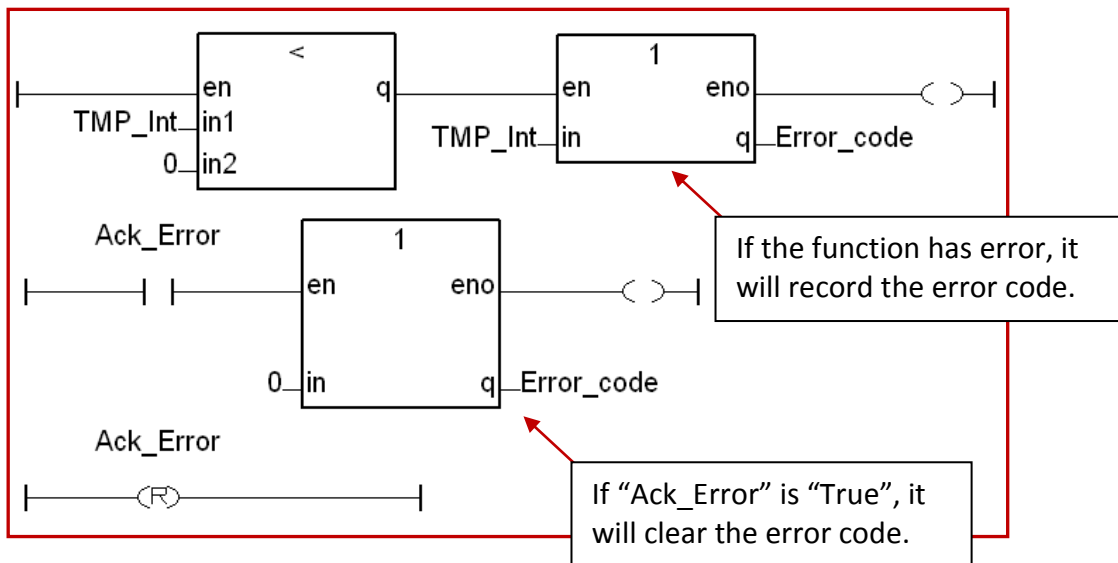 < 1
en q en eno
TMP_Int in1 TMP_Int in q Error_code
0 in2
If the function has error, it
will record the error code.
Ack_Error
1
en eno
0 in q Error_code
Ack_Error
R
If “Ack_Error” is “True”, it
will clear the error code.